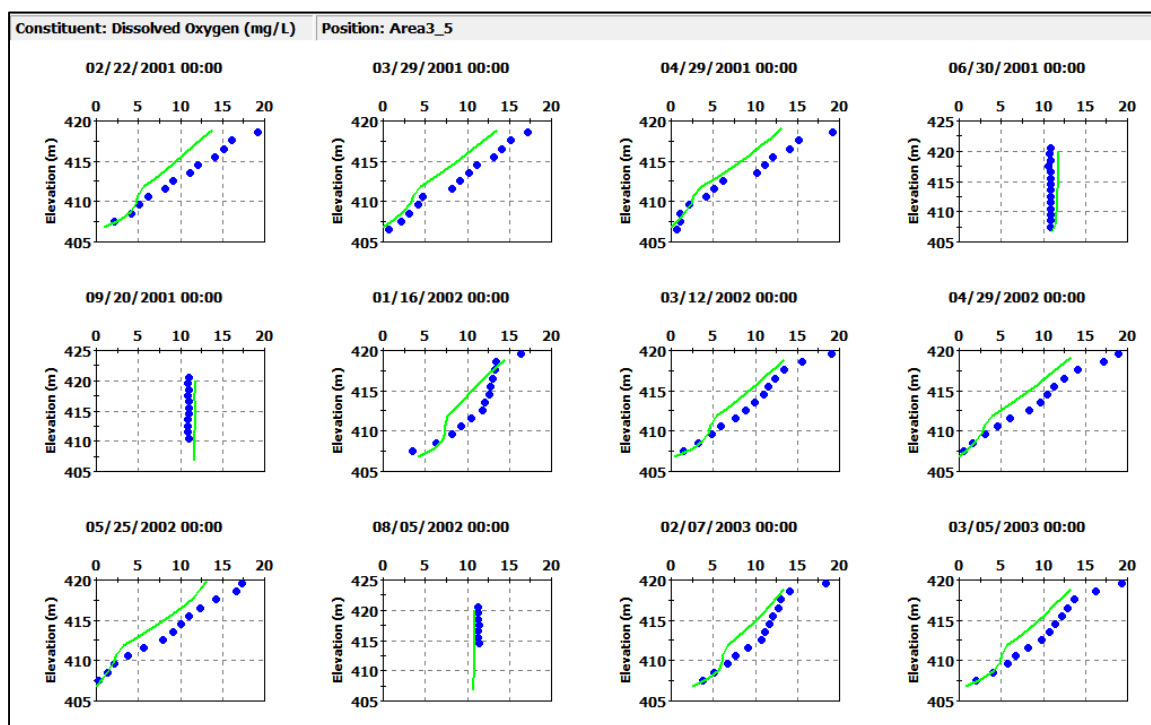 Constituent: Dissolved Oxygen (mg/L) Position: Area3_5
02/22/2001 00:00 03/29/2001 00:00 04/29/2001 00:00 06/30/2001 00:00
0 5 10 15 20 0 5 10 15 20 0 5 10 15 20 0 5 10 15 20
420 420 420 425
415 415 415 420
415
410 410 410 410
405 405 405 405
Elevation (m) Elevation (m) Elevation (m) Elevation (m)
09/20/2001 00:00 01/16/2002 00:00 03/12/2002 00:00 04/29/2002 00:00
0 5 10 15 20 0 5 10 15 20 0 5 10 15 20 0 5 10 15 20
425 420 420 420
420 415 415 415
415
410 410 410 410
405 405 405 405
Elevation (m) Elevation (m) Elevation (m) Elevation (m)
05/25/2002 00:00 08/05/2002 00:00 02/07/2003 00:00 03/05/2003 00:00
0 5 10 15 20 0 5 10 15 20 0 5 10 15 20 0 5 10 15 20
420 425 420 420
415 420 415 415
415
410 410 410 410
405 405 405 405
Elevation (m) Elevation (m) Elevation (m) Elevation (m)